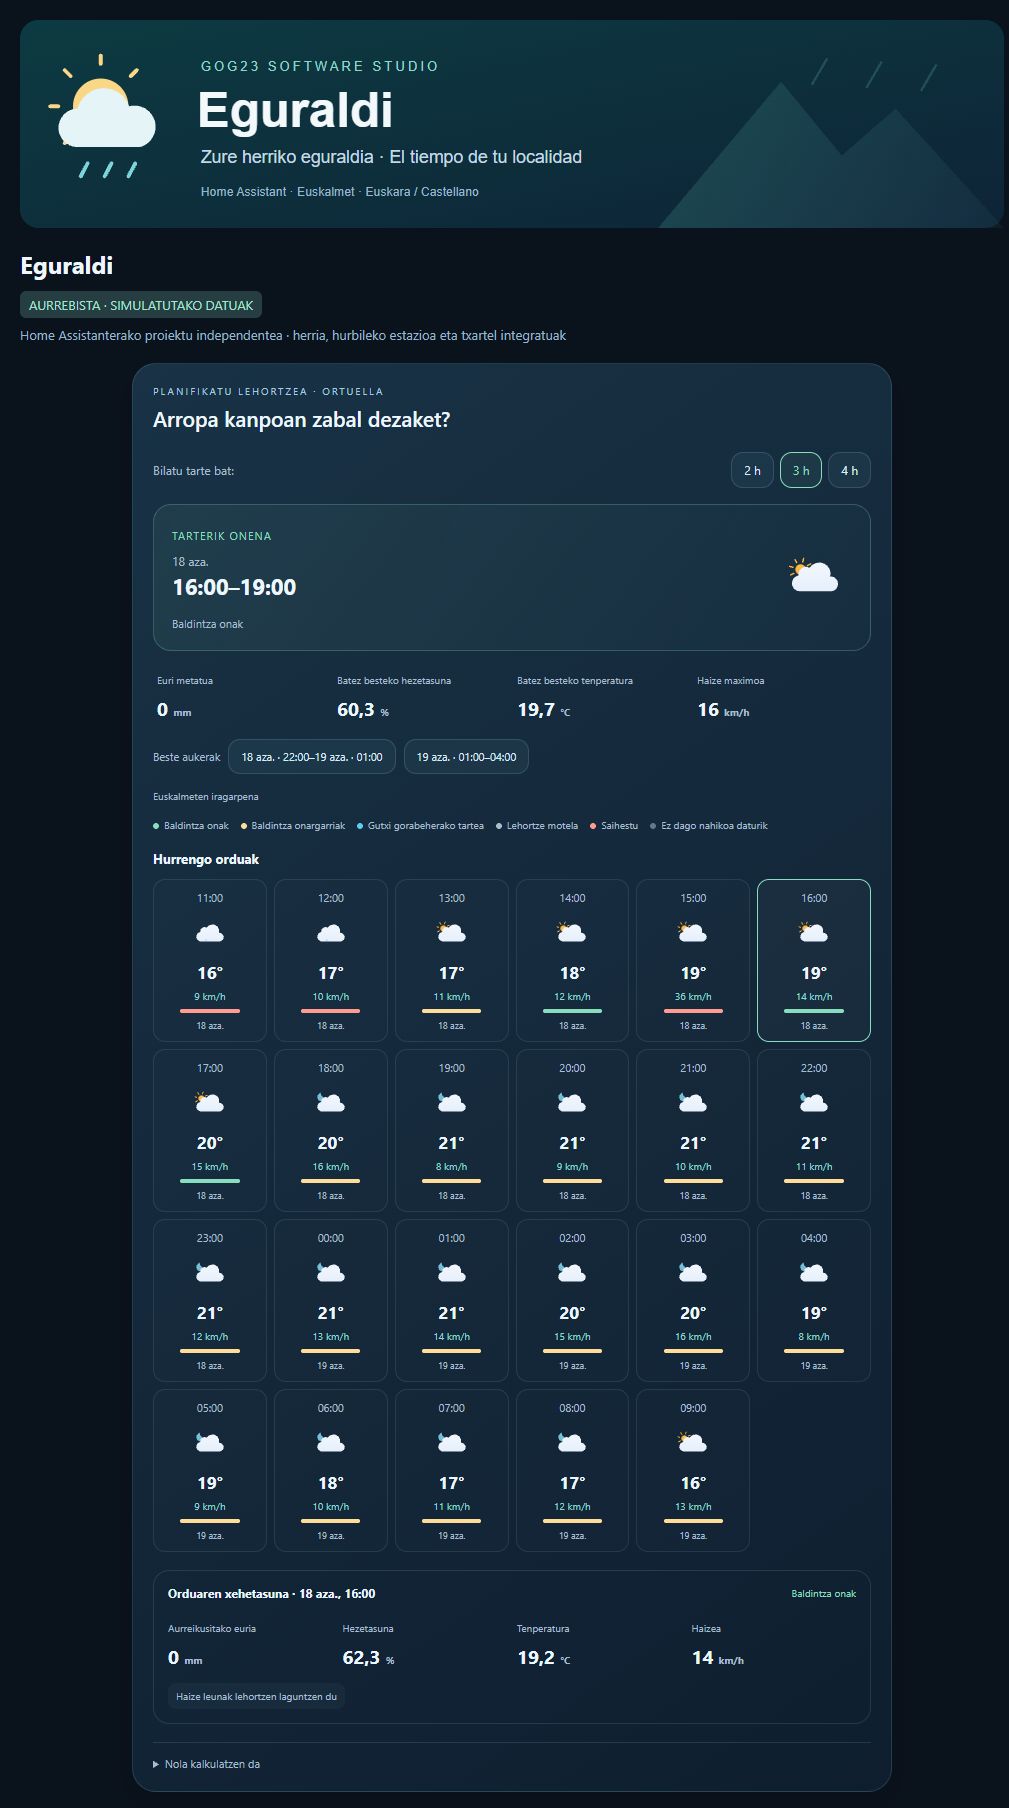 GOG23 SOFTWARE STUDIO
Eguraldi
Zure herriko eguraldia · El tiempo de tu localidad
Home Assistant · Euskalmet · Euskara / Castellano
Eguraldi
AURREBISTA · SIMULATUTAKO DATUAK
Home Assistanterako proiektu independentea · herria, hurbileko estazioa eta txartel integratuak
PLANIFIKATU LEHORTZEA · ORTUELLA
Arropa kanpoan zabal dezaket?
Bilatu tarte bat: 2 h 3 h 4 h
TARTERIK ONENA
18 aza.
16:00–19:00
Baldintza onak
Euri metatua Batez besteko hezetasuna Batez besteko tenperatura Haize maximoa
0 mm 60,3 % 19,7 °C 16 km/h
Beste aukerak 18 aza. · 22:00–19 aza. · 01:00 19 aza. · 01:00–04:00
Euskalmeten iragarpena
Baldintza onak Baldintza onargarriak Gutxi gorabeherako tartea Lehortze motela Saihestu Ez dago nahikoa daturik
Hurrengo orduak
11:00 12:00 13:00 14:00 15:00 16:00
16° 17° 17° 18° 19° 19°
9 km/h 10 km/h 11 km/h 12 km/h 36 km/h 14 km/h
18 aza. 18 aza. 18 aza. 18 aza. 18 aza. 18 aza.
17:00 18:00 19:00 20:00 21:00 22:00
20° 20° 21° 21° 21° 21°
15 km/h 16 km/h 8 km/h 9 km/h 10 km/h 11 km/h
18 aza. 18 aza. 18 aza. 18 aza. 18 aza. 18 aza.
23:00 00:00 01:00 02:00 03:00 04:00
21° 21° 21° 20° 20° 19°
12 km/h 13 km/h 14 km/h 15 km/h 16 km/h 8 km/h
18 aza. 19 aza. 19 aza. 19 aza. 19 aza. 19 aza.
05:00 06:00 07:00 08:00 09:00
19° 18° 17° 17° 16°
9 km/h 10 km/h 11 km/h 12 km/h 13 km/h
19 aza. 19 aza. 19 aza. 19 aza. 19 aza.
Orduaren xehetasuna · 18 aza., 16:00 Baldintza onak
Aurreikusitako euria Hezetasuna Tenperatura Haizea
0 mm 62,3 % 19,2 °C 14 km/h
Haize leunak lehortzen laguntzen du
Nola kalkulatzen da